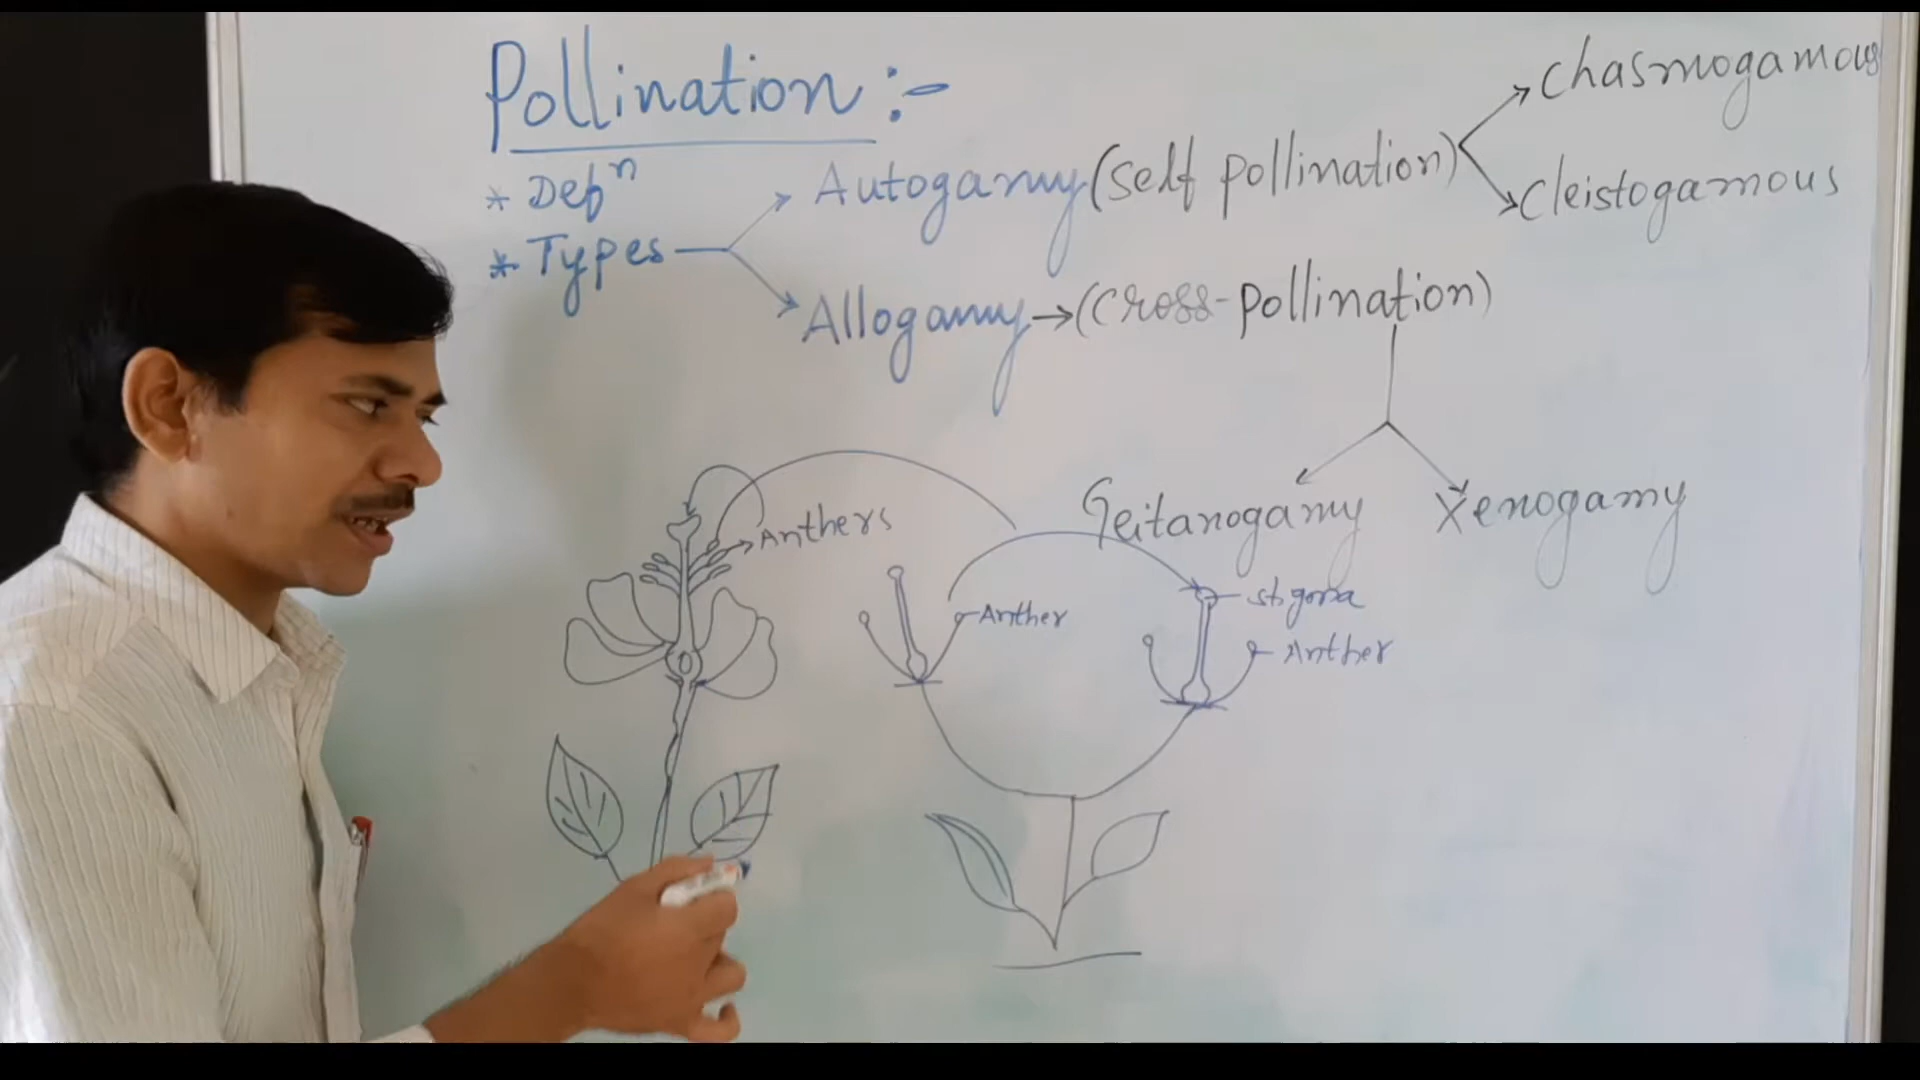 Pollination :-
* Defⁿ
* Types → Autogamy (Self pollination) → Chasmogamous
→ Cleistogamous
→ Allogamy → (Cross-pollination)
Geitanogamy Xenogamy
Anthers
Anther
Stigma
Anther